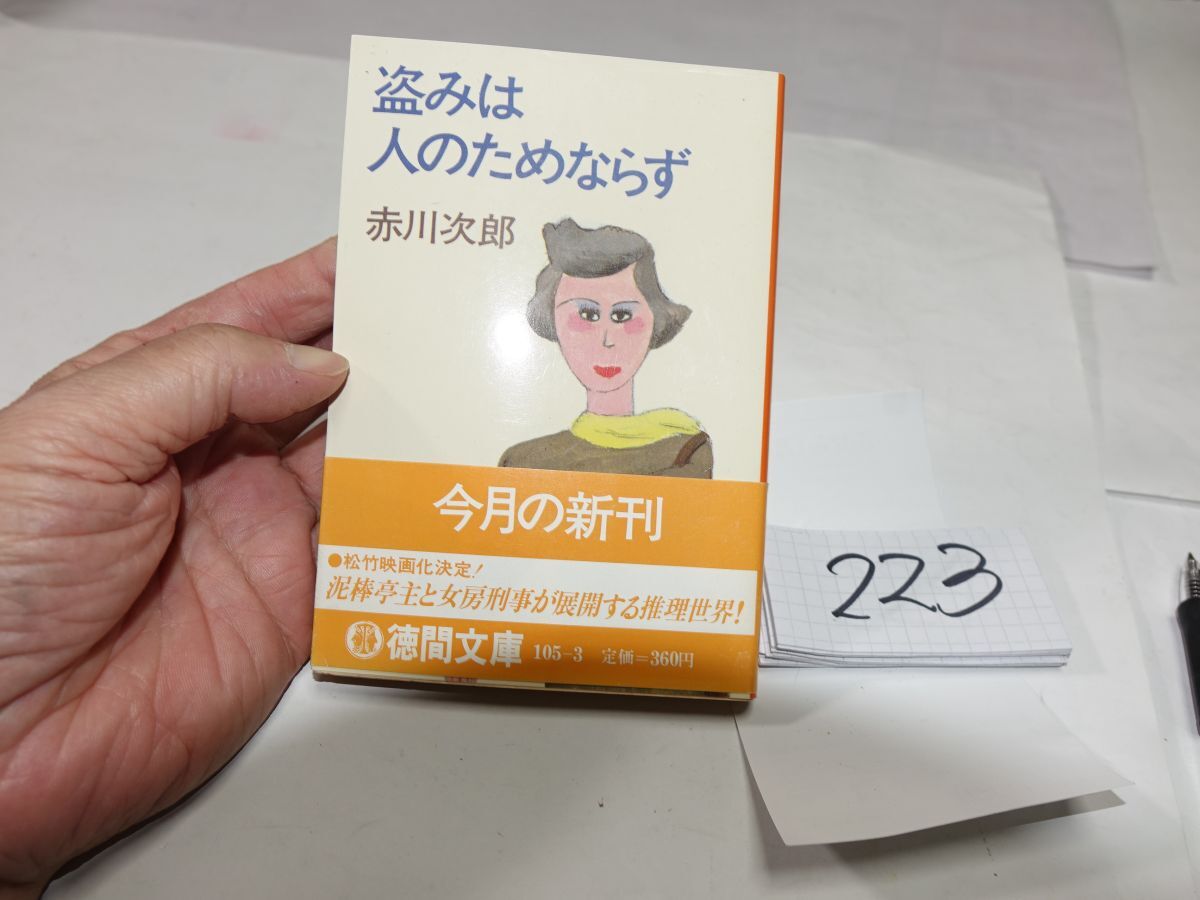 盗みは
人のためならず
赤川次郎
今月の新刊
●松竹映画化決定!
泥棒亭主と女房刑事が展開する推理世界!
徳間文庫 105-3 定価=360円
223